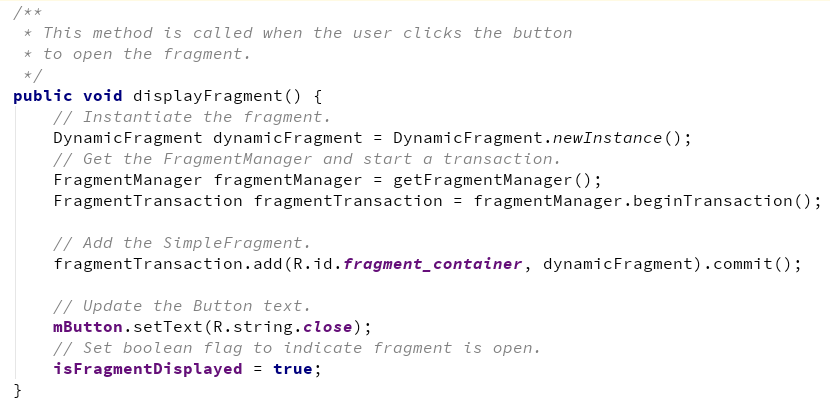 /**
 * This method is called when the user clicks the button
 * to open the fragment.
 */
public void displayFragment() {
    // Instantiate the fragment.
    DynamicFragment dynamicFragment = DynamicFragment.newInstance();
    // Get the FragmentManager and start a transaction.
    FragmentManager fragmentManager = getFragmentManager();
    FragmentTransaction fragmentTransaction = fragmentManager.beginTransaction();

    // Add the SimpleFragment.
    fragmentTransaction.add(R.id.fragment_container, dynamicFragment).commit();

    // Update the Button text.
    mButton.setText(R.string.close);
    // Set boolean flag to indicate fragment is open.
    isFragmentDisplayed = true;
}